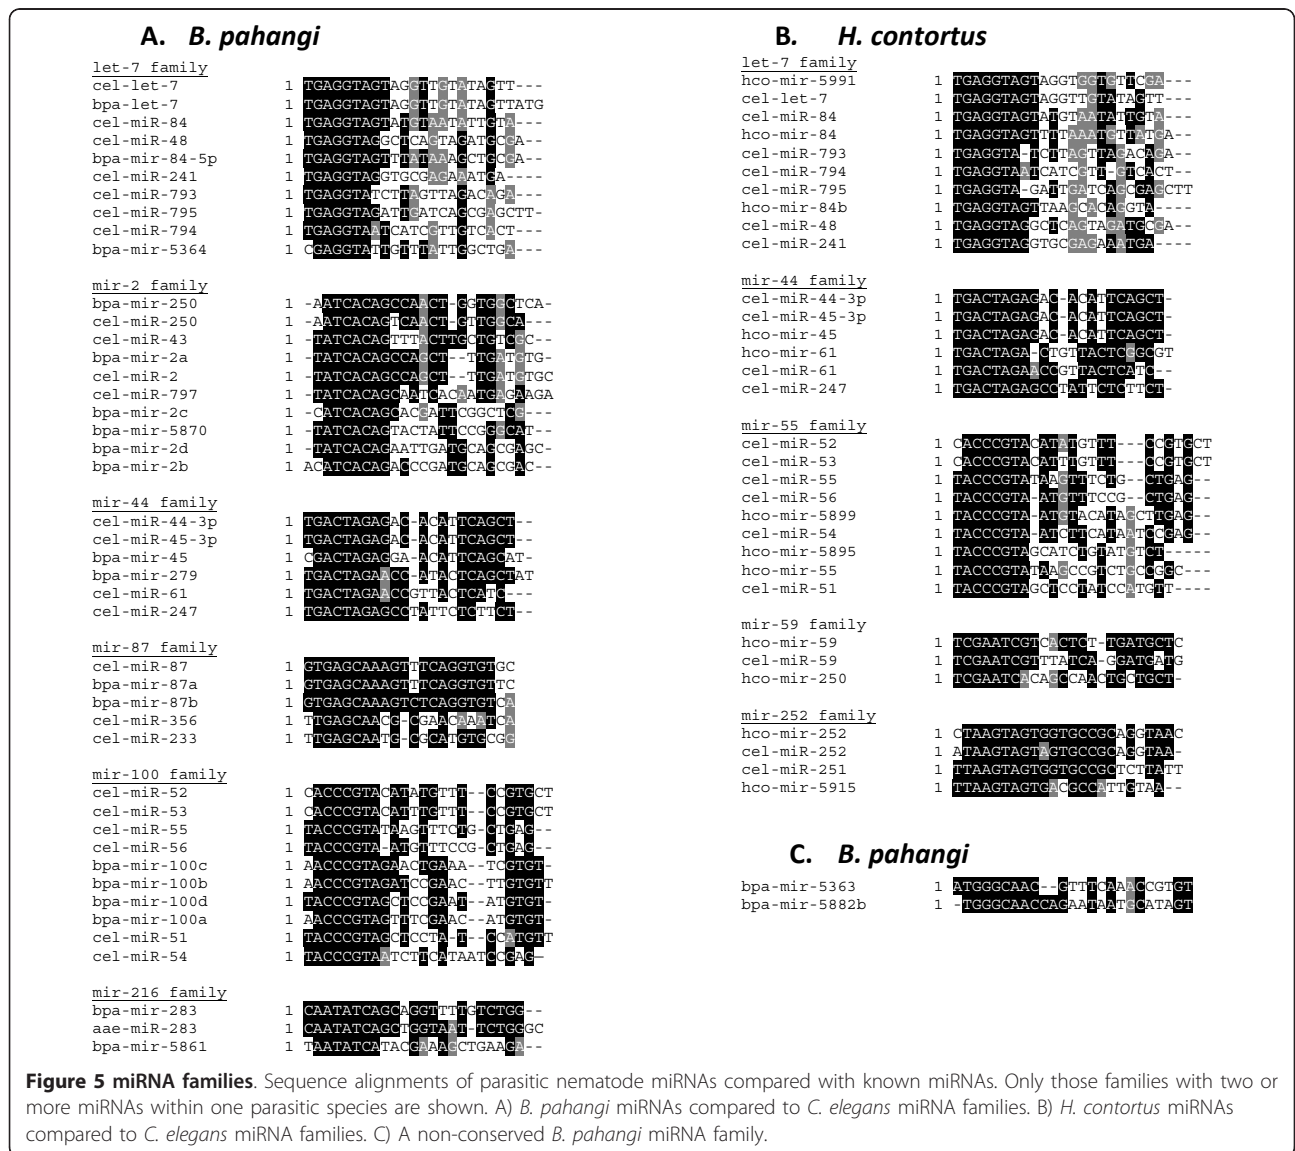 A. B. pahangi
let-7 family
cel-let-7 1 TGAGGTAGTAGGTTGTATAGTT---
bpa-let-7 1 TGAGGTAGTAGGTTGTATAGTTATG
cel-miR-84 1 TGAGGTAGTATGTAATATTGTA---
cel-miR-48 1 TGAGGTAGGCTCAGTAGATGCGA--
bpa-mir-84-5p 1 TGAGGTAGTTTATAAAGCTGCGA--
cel-miR-241 1 TGAGGTAGGTGCGAGAAATGA----
cel-miR-793 1 TGAGGTATCTTAGTTAGACAGA---
cel-miR-795 1 TGAGGTAGATTGATCAGCGAGCTT-
cel-miR-794 1 TGAGGTAATCATCGTTGTCACT---
bpa-mir-5364 1 CGAGGTATTGTTTATTGGCTGA---
mir-2 family
bpa-mir-250 1 -AATCACAGCCAACT-GGTGGCTCA-
cel-miR-250 1 -AATCACAGTCAACT-GTTGGCA---
cel-miR-43 1 -TATCACAGTTTACTTGCTGTCGC--
bpa-mir-2a 1 -TATCACAGCCAGCT--TTGATGTG-
cel-miR-2 1 -TATCACAGCCAGCT--TTGATGTGC
cel-miR-797 1 -TATCACAGCAATCACAATGAGAAGA
bpa-mir-2c 1 -CATCACAGCACGATTCGGCTCG---
bpa-mir-5870 1 -TATCACAGTACTATTCCGGGCAT--
bpa-mir-2d 1 -TATCACAGAATTGATGCAGCGAGC-
bpa-mir-2b 1 ACATCACAGACCCGATGCAGCGAC--
mir-44 family
cel-miR-44-3p 1 TGACTAGAGAC-ACATTCAGCT--
cel-miR-45-3p 1 TGACTAGAGAC-ACATTCAGCT--
bpa-mir-45 1 CGACTAGAGGA-ACATTCAGCAT-
bpa-mir-279 1 TGACTAGAACC-ATACTCAGCTAT
cel-miR-61 1 TGACTAGAACCGTTACTCATC---
cel-miR-247 1 TGACTAGAGCCTATTCTCTTCT--
mir-87 family
cel-miR-87 1 GTGAGCAAAGTTTCAGGTGTGC
bpa-mir-87a 1 GTGAGCAAAGTTTCAGGTGTTC
bpa-mir-87b 1 GTGAGCAAAGTCTCAGGTGTCA
cel-miR-356 1 TTGAGCAACG-CGAACAAATCA
cel-miR-233 1 TTGAGCAATG-CGCATGTGCGG
mir-100 family
cel-miR-52 1 CACCCGTACATATGTTT--CCGTGCT
cel-miR-53 1 CACCCGTACATTTGTTT--CCGTGCT
cel-miR-55 1 TACCCGTATAAGTTTCTG-CTGAG--
cel-miR-56 1 TACCCGTA-ATGTTTCCG-CTGAG--
bpa-mir-100c 1 AACCCGTAGAACTGAAA--TCGTGT-
bpa-mir-100b 1 AACCCGTAGATCCGAAC--TTGTGTT
bpa-mir-100d 1 TACCCGTAGCTCCGAAT--ATGTGT-
bpa-mir-100a 1 AACCCGTAGTTTCGAAC--ATGTGT-
cel-miR-51 1 TACCCGTAGCTCCTA-T--CCATGTT
cel-miR-54 1 TACCCGTAATCTTCATAATCCGAG-
mir-216 family
bpa-mir-283 1 CAATATCAGCAGGTTTTGTCTGG--
aae-miR-283 1 CAATATCAGCTGGTAAT-TCTGGGC
bpa-mir-5861 1 TAATATCATACGAAAGCTGAAGA--
B. H. contortus
let-7 family
hco-mir-5991 1 TGAGGTAGTAGGTGGTGTTCGA---
cel-let-7 1 TGAGGTAGTAGGTTGTATAGTT---
cel-miR-84 1 TGAGGTAGTATGTAATATTGTA---
hco-mir-84 1 TGAGGTAGTTTTAAATGTTATGA--
cel-miR-793 1 TGAGGTA-TCTTAGTTAGACAGA--
cel-miR-794 1 TGAGGTAATCATCGTT-GTCACT--
cel-miR-795 1 TGAGGTA-GATTGATCAGCGAGCTT
hco-mir-84b 1 TGAGGTAGTTAAGCACAGGTA----
cel-miR-48 1 TGAGGTAGGCTCAGTAGATGCGA--
cel-miR-241 1 TGAGGTAGGTGCGAGAAATGA----
mir-44 family
cel-miR-44-3p 1 TGACTAGAGAC-ACATTCAGCT-
cel-miR-45-3p 1 TGACTAGAGAC-ACATTCAGCT-
hco-mir-45 1 TGACTAGAGAC-ACATTCAGCT-
hco-mir-61 1 TGACTAGA-CTGTTACTCGGCGT
cel-miR-61 1 TGACTAGAACCGTTACTCATC--
cel-miR-247 1 TGACTAGAGCCTATTCTCTTCT-
mir-55 family
cel-miR-52 1 CACCCGTACATATGTTT---CCGTGCT
cel-miR-53 1 CACCCGTACATTTGTTT---CCGTGCT
cel-miR-55 1 TACCCGTATAAGTTTCTG--CTGAG--
cel-miR-56 1 TACCCGTA-ATGTTTCCG--CTGAG--
hco-mir-5899 1 TACCCGTA-ATGTACATAGCTTGAG--
cel-miR-54 1 TACCCGTA-ATCTTCATAATCCGAG--
hco-mir-5895 1 TACCCGTAGCATCTGTATGTCT-----
hco-mir-55 1 TACCCGTATAAGCCGTCTGCCGGC---
cel-miR-51 1 TACCCGTAGCTCCTATCCATGTT----
mir-59 family
hco-mir-59 1 TCGAATCGTCACTCT-TGATGCTC
cel-mir-59 1 TCGAATCGTTTATCA-GGATGATG
hco-mir-250 1 TCGAATCACAGCCAACTGCTGCT-
mir-252 family
hco-mir-252 1 CTAAGTAGTGGTGCCGCAGGTAAC
cel-miR-252 1 ATAAGTAGTAGTGCCGCAGGTAA-
cel-miR-251 1 TTAAGTAGTGGTGCCGCTCTTATT
hco-mir-5915 1 TTAAGTAGTGACGCCATTGTAA--
C. B. pahangi
bpa-mir-5363 1 ATGGGCAAC--GTTTCAAACCGTGT
bpa-mir-5882b 1 -TGGGCAACCAGAATAATGCATAGT
Figure 5 miRNA families. Sequence alignments of parasitic nematode miRNAs compared with known miRNAs. Only those families with two or
more miRNAs within one parasitic species are shown. A) B. pahangi miRNAs compared to C. elegans miRNA families. B) H. contortus miRNAs
compared to C. elegans miRNA families. C) A non-conserved B. pahangi miRNA family.